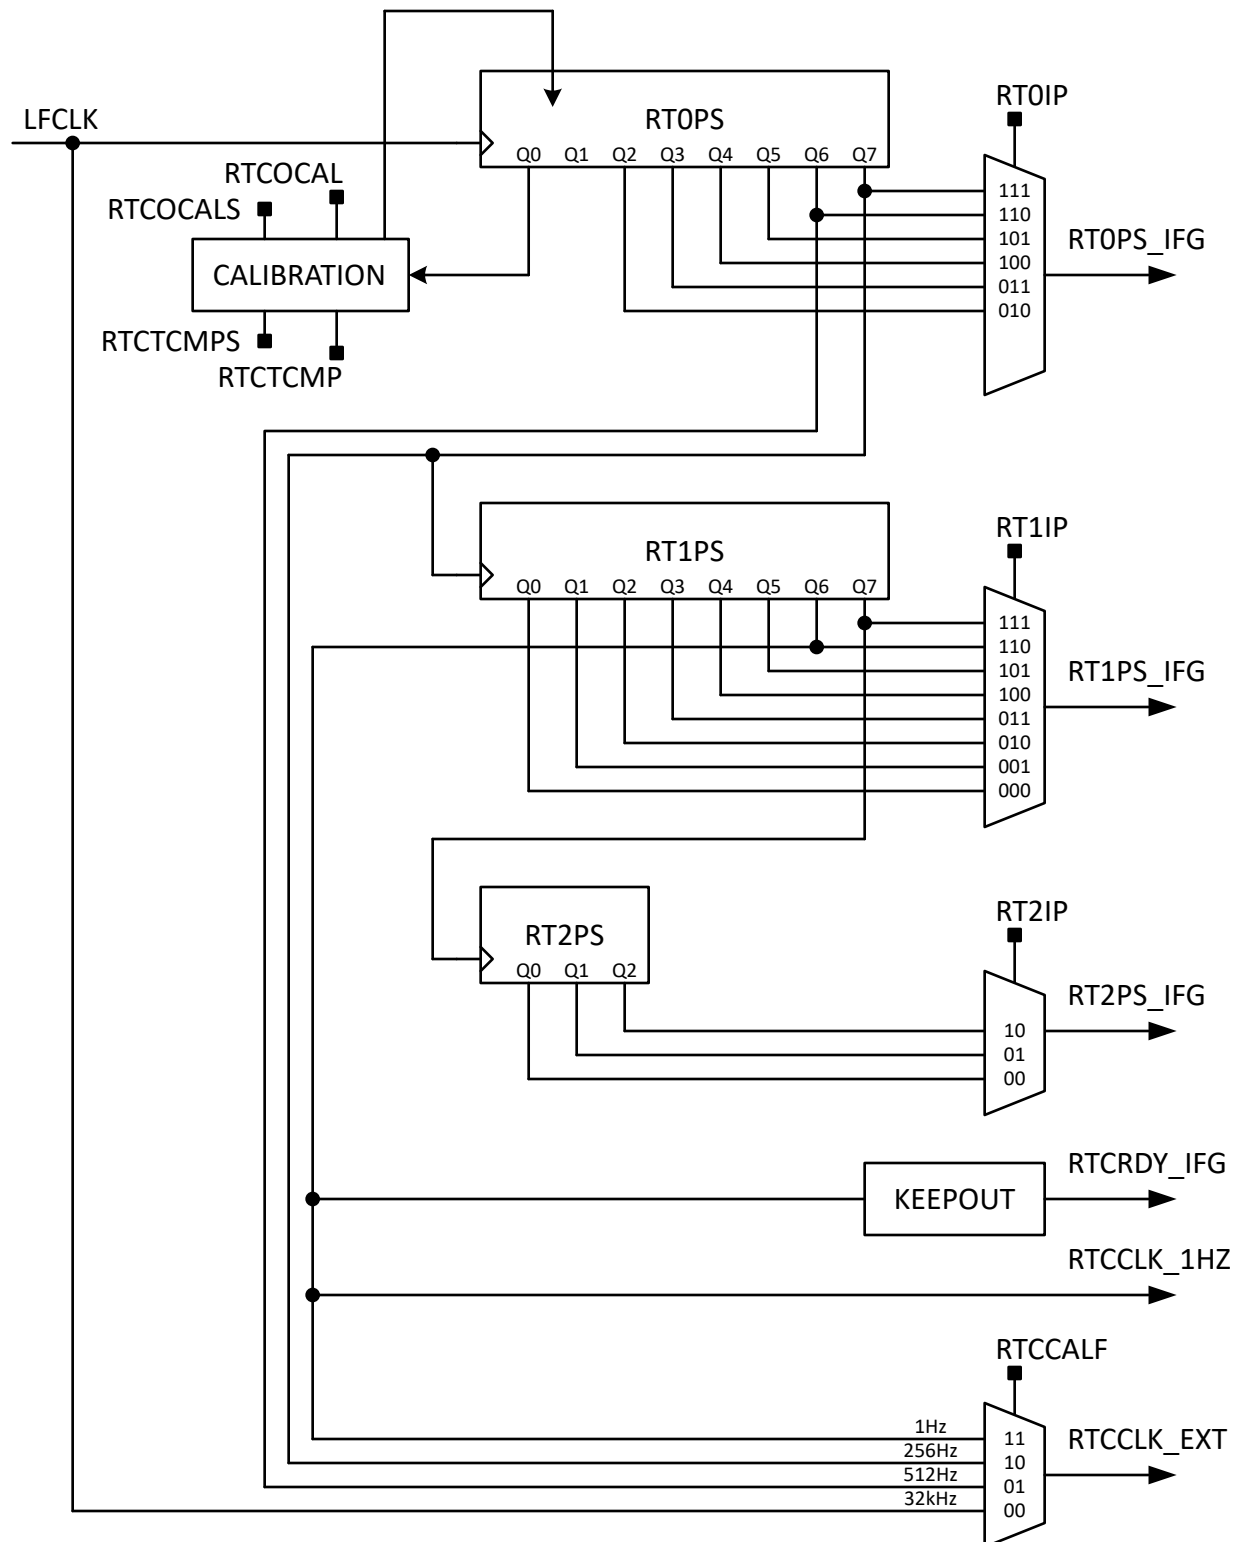 LFCLK
RT0PS
Q0 Q1 Q2 Q3 Q4 Q5 Q6 Q7
RT0IP
111
110
101
100
011
010
RT0PS_IFG
RTCOCAL
RTCOCALS
CALIBRATION
RTCTCMPS
RTCTCMP
RT1PS
Q0 Q1 Q2 Q3 Q4 Q5 Q6 Q7
RT1IP
111
110
101
100
011
010
001
000
RT1PS_IFG
RT2PS
Q0 Q1 Q2
RT2IP
10
01
00
RT2PS_IFG
KEEPOUT
RTCRDY_IFG
RTCCLK_1HZ
RTCCALF
1Hz
256Hz
512Hz
32kHz
11
10
01
00
RTCCLK_EXT